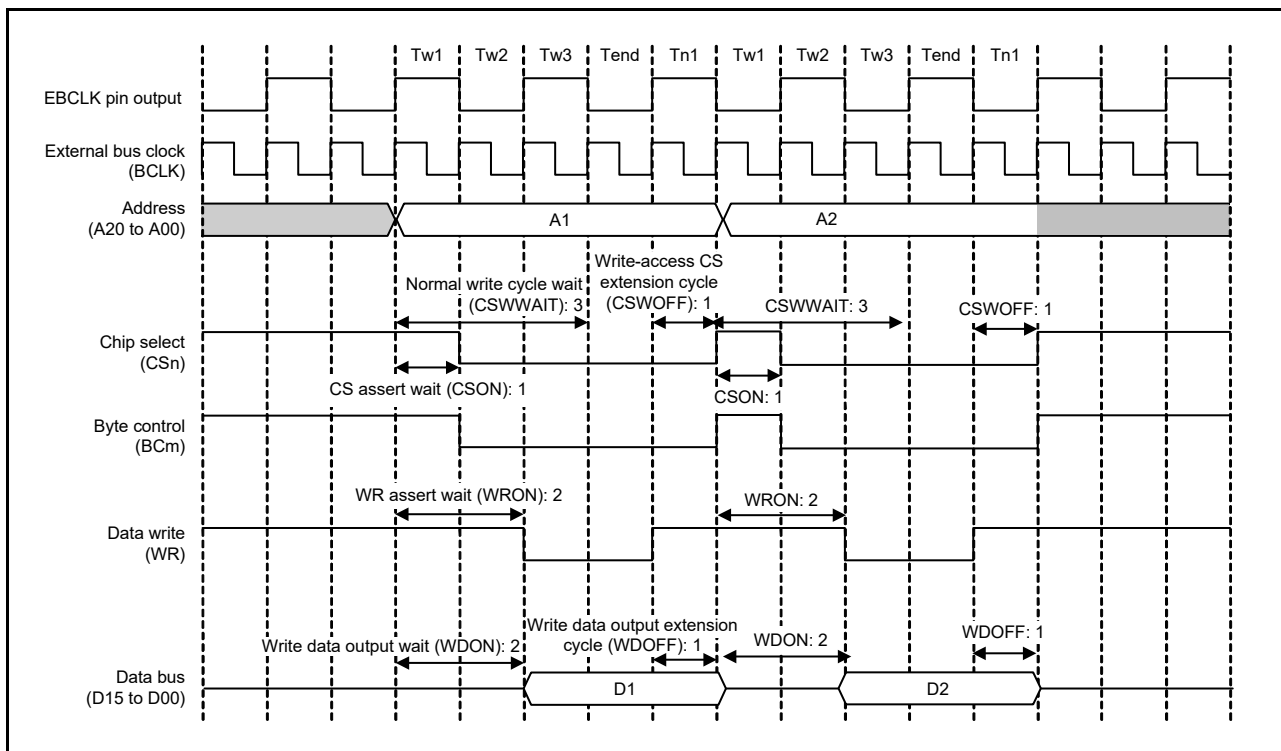 Tw1 Tw2 Tw3 Tend Tn1 Tw1 Tw2 Tw3 Tend Tn1
EBCLK pin output
External bus clock
(BCLK)
Address
(A20 to A00)
A1
A2
Normal write cycle wait
(CSWWAIT): 3
Write-access CS
extension cycle
(CSWOFF): 1
CSWWAIT: 3
CSWOFF: 1
Chip select
(CSn)
CS assert wait (CSON): 1
CSON: 1
Byte control
(BCm)
WR assert wait (WRON): 2
WRON: 2
Data write
(WR)
Write data output wait (WDON): 2
Write data output extension
cycle (WDOFF): 1
WDON: 2
WDOFF: 1
Data bus
(D15 to D00)
D1
D2